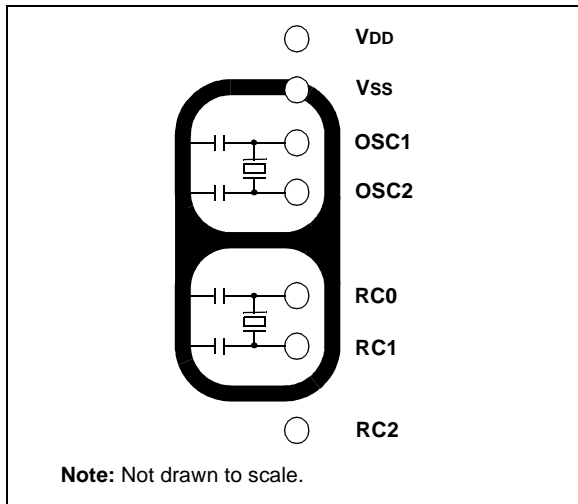 VDD
VSS
OSC1
OSC2
RC0
RC1
RC2
Note: Not drawn to scale.